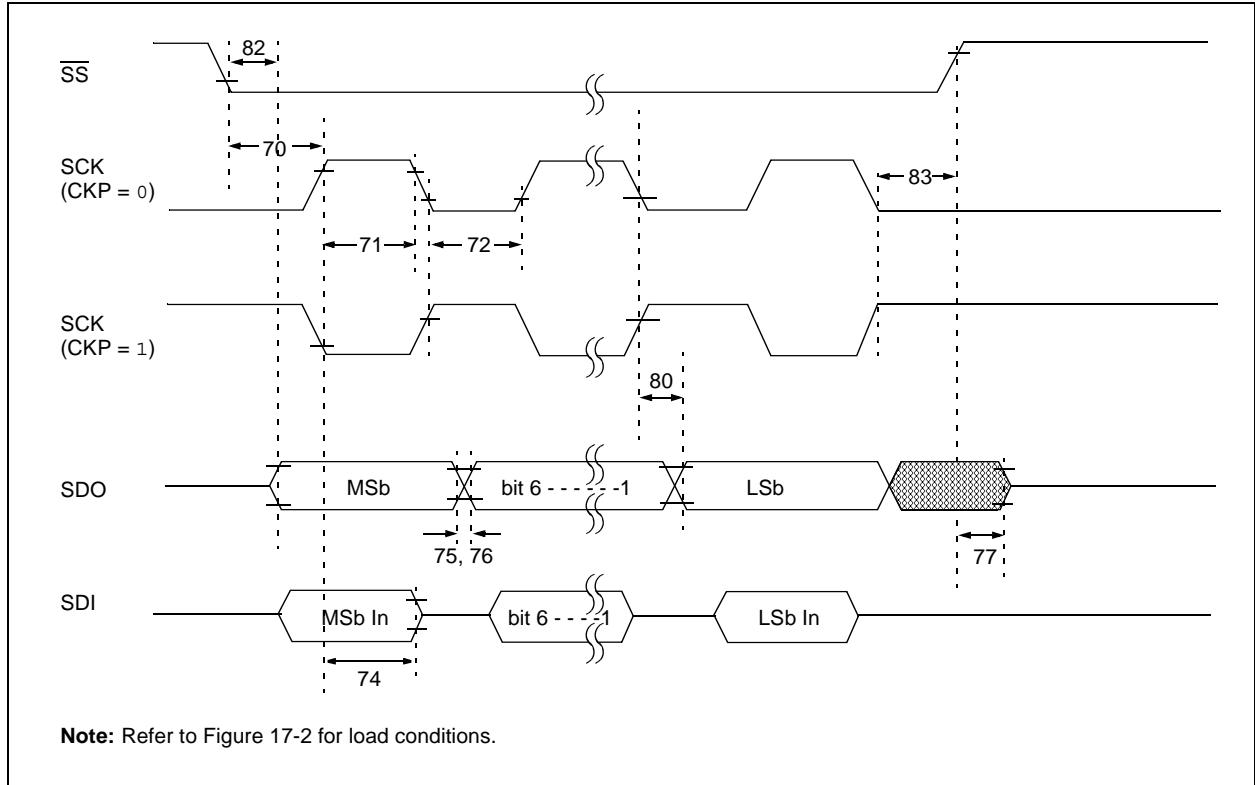 82
SS
70
SCK
(CKP = 0)
83
71
72
SCK
(CKP = 1)
80
SDO
MSb
bit 6 - - - - - -1
LSb
75, 76
77
SDI
MSb In
bit 6 - - - -1
LSb In
74
Note: Refer to Figure 17-2 for load conditions.